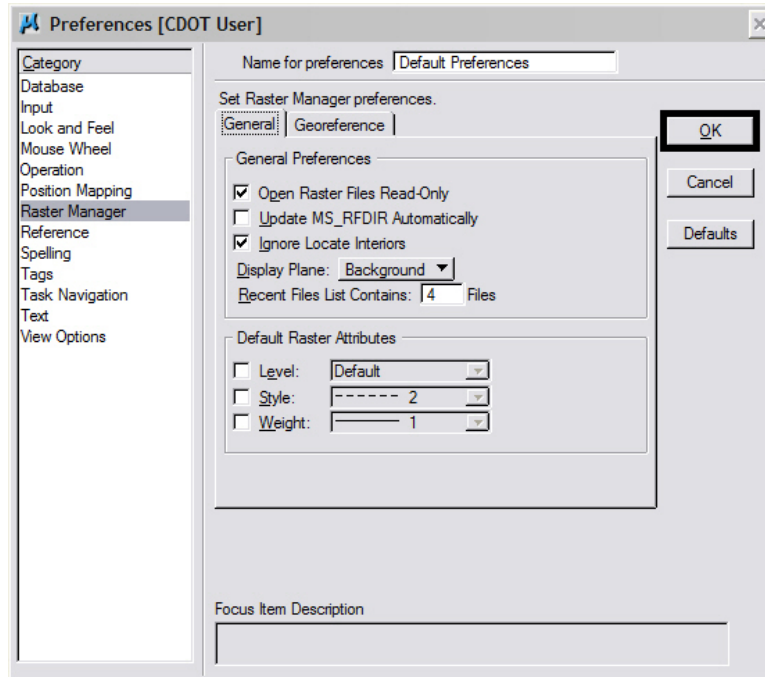 Preferences [CDOT User]
Category
Database
Input
Look and Feel
Mouse Wheel
Operation
Position Mapping
Raster Manager
Reference
Spelling
Tags
Task Navigation
Text
View Options
Name for preferences Default Preferences
Set Raster Manager preferences.
General Georeference
General Preferences
Open Raster Files Read-Only
Update MS_RFDIR Automatically
Ignore Locate Interiors
Display Plane: Background
Recent Files List Contains: 4 Files
Default Raster Attributes
Level: Default
Style: 2
Weight: 1
OK
Cancel
Defaults
Focus Item Description